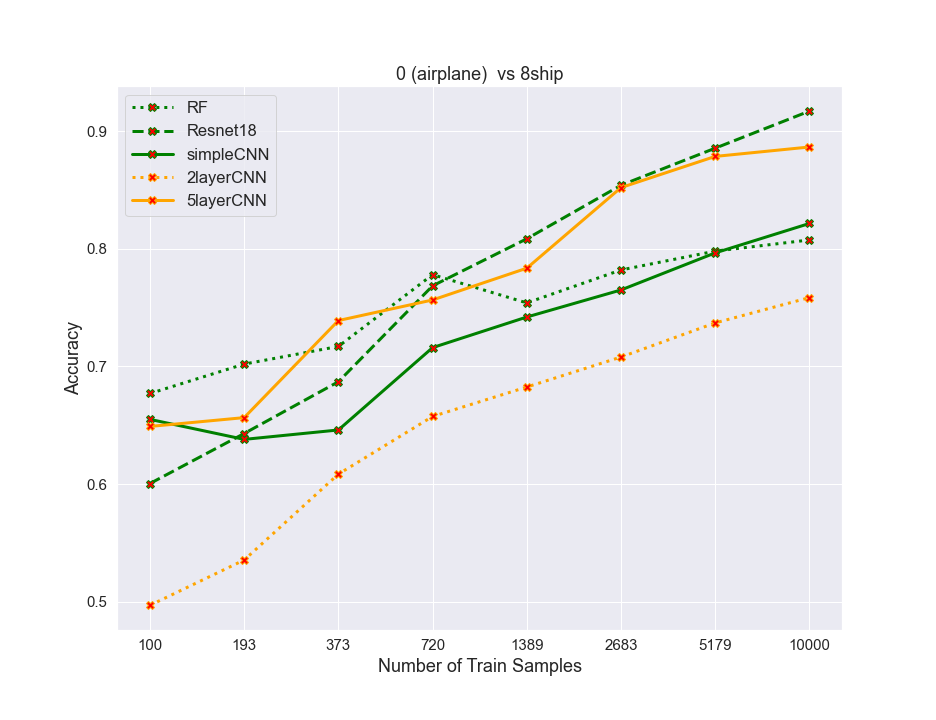 0 (airplane)  vs 8ship
RF
Resnet18
simpleCNN
2layerCNN
5layerCNN
Accuracy
0.9
0.8
0.7
0.6
0.5
100 193 373 720 1389 2683 5179 10000
Number of Train Samples